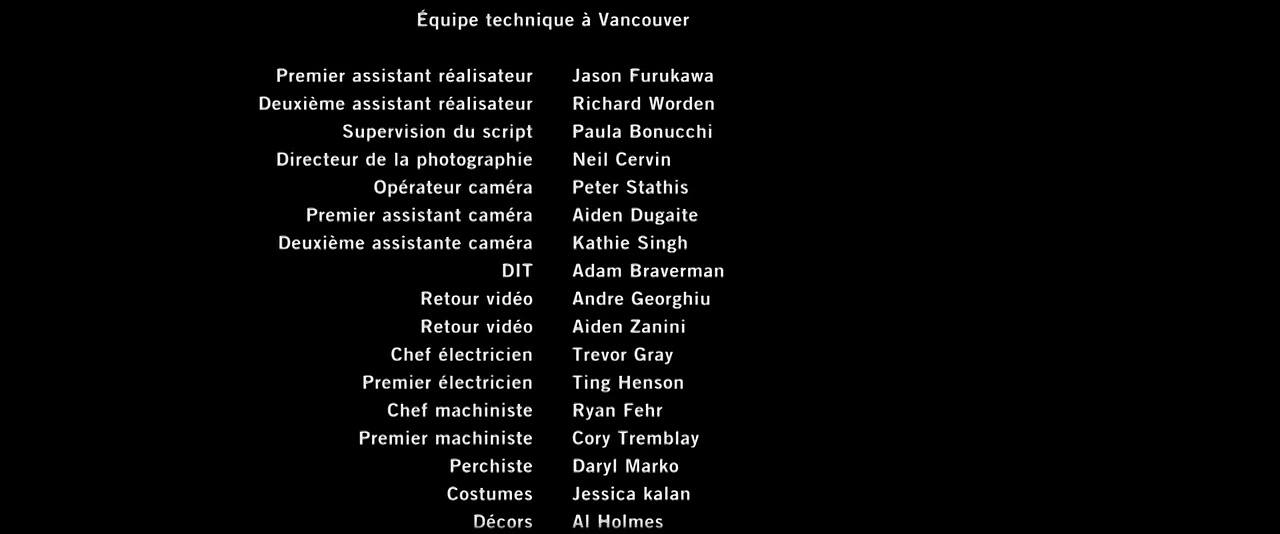 Équipe technique à Vancouver
Premier assistant réalisateur Jason Furukawa
Deuxième assistant réalisateur Richard Worden
Supervision du script Paula Bonucchi
Directeur de la photographie Neil Cervin
Opérateur caméra Peter Stathis
Premier assistant caméra Aiden Dugaite
Deuxième assistante caméra Kathie Singh
DIT Adam Braverman
Retour vidéo Andre Georghiu
Retour vidéo Aiden Zanini
Chef électricien Trevor Gray
Premier électricien Ting Henson
Chef machiniste Ryan Fehr
Premier machiniste Cory Tremblay
Perchiste Daryl Marko
Costumes Jessica kalan
Décors Al Holmes